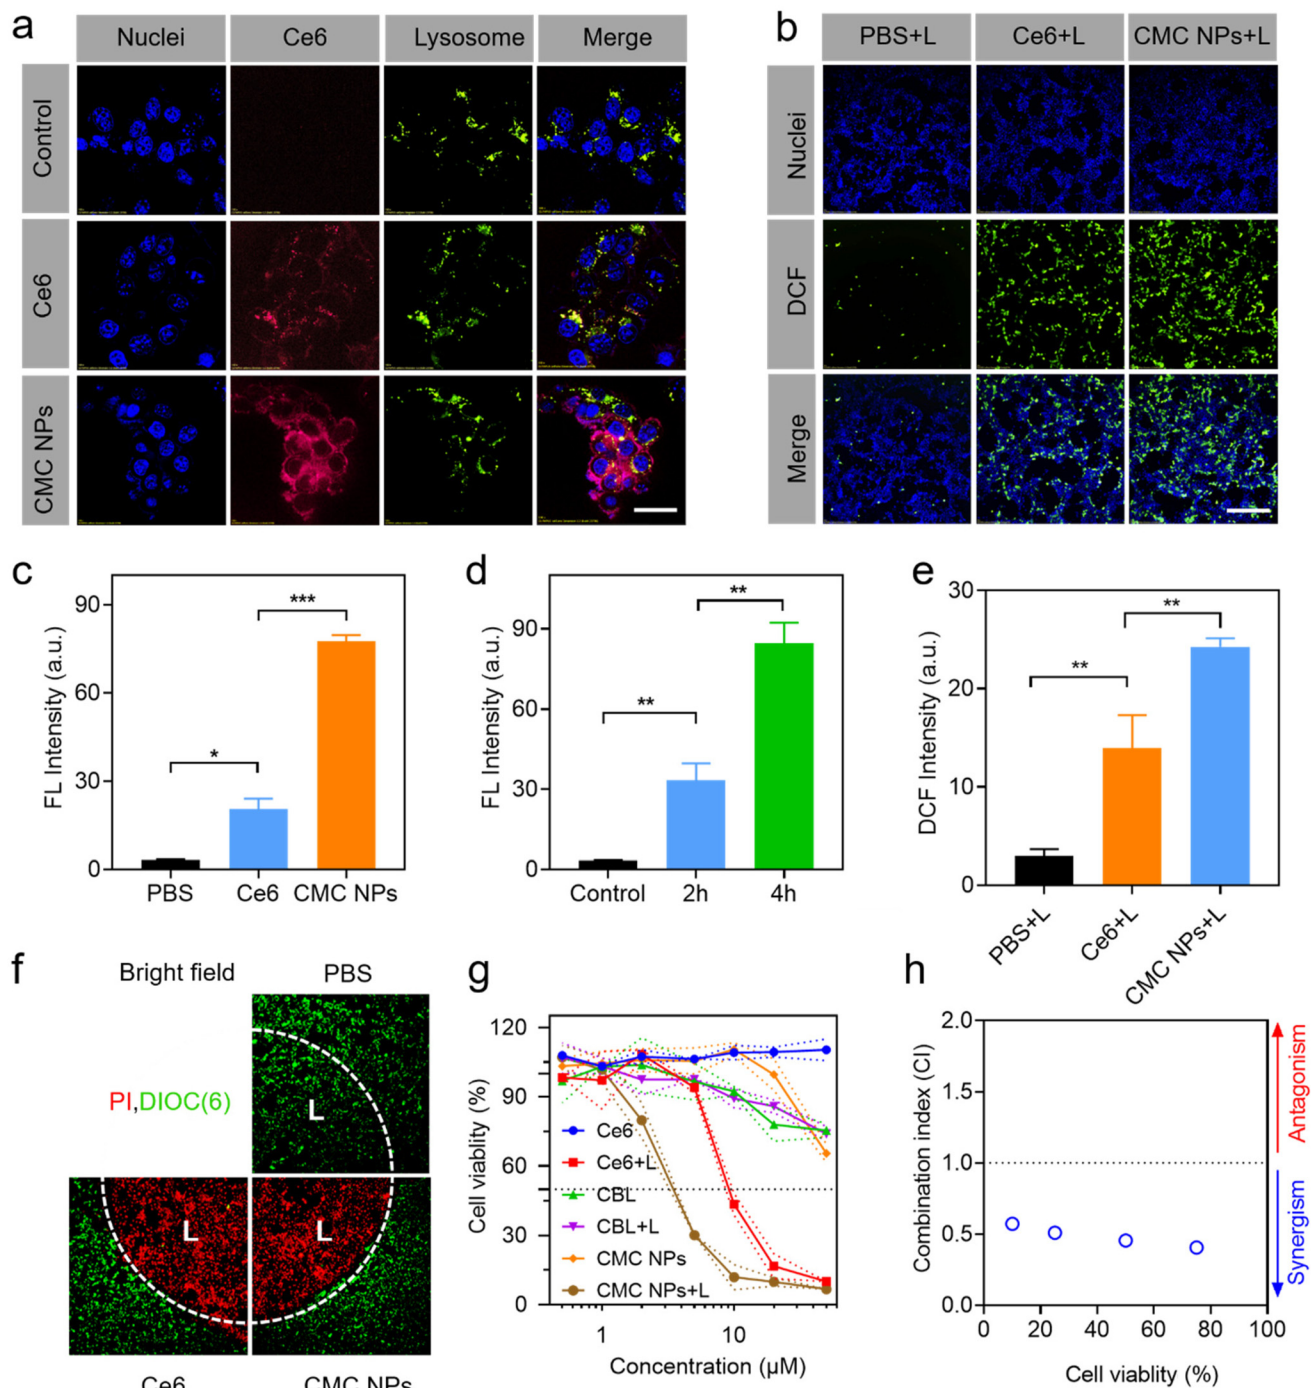 a
Nuclei Ce6 Lysosome Merge
Control
Ce6
CMC NPs
b
PBS+L Ce6+L CMC NPs+L
Nuclei
DCF
Merge
c
FL Intensity (a.u.)
90
60
30
0
*
***
PBS Ce6 CMC NPs
d
FL Intensity (a.u.)
90
60
30
0
**
**
Control 2h 4h
e
DCF Intensity (a.u.)
30
20
10
0
**
**
PBS+L
Ce6+L
CMC NPs+L
f
Bright field PBS
PI,DIOC(6)
L
L L
Ce6 CMC NPs
g
Cell viablity (%)
120
90
60
30
0
Ce6
Ce6+L
CBL
CBL+L
CMC NPs
CMC NPs+L
1 10
Concentration (µM)
h
Combination index (CI)
2.0
1.5
1.0
0.5
0.0
0 20 40 60 80 100
Cell viablity (%)
Antagonism
Synergism